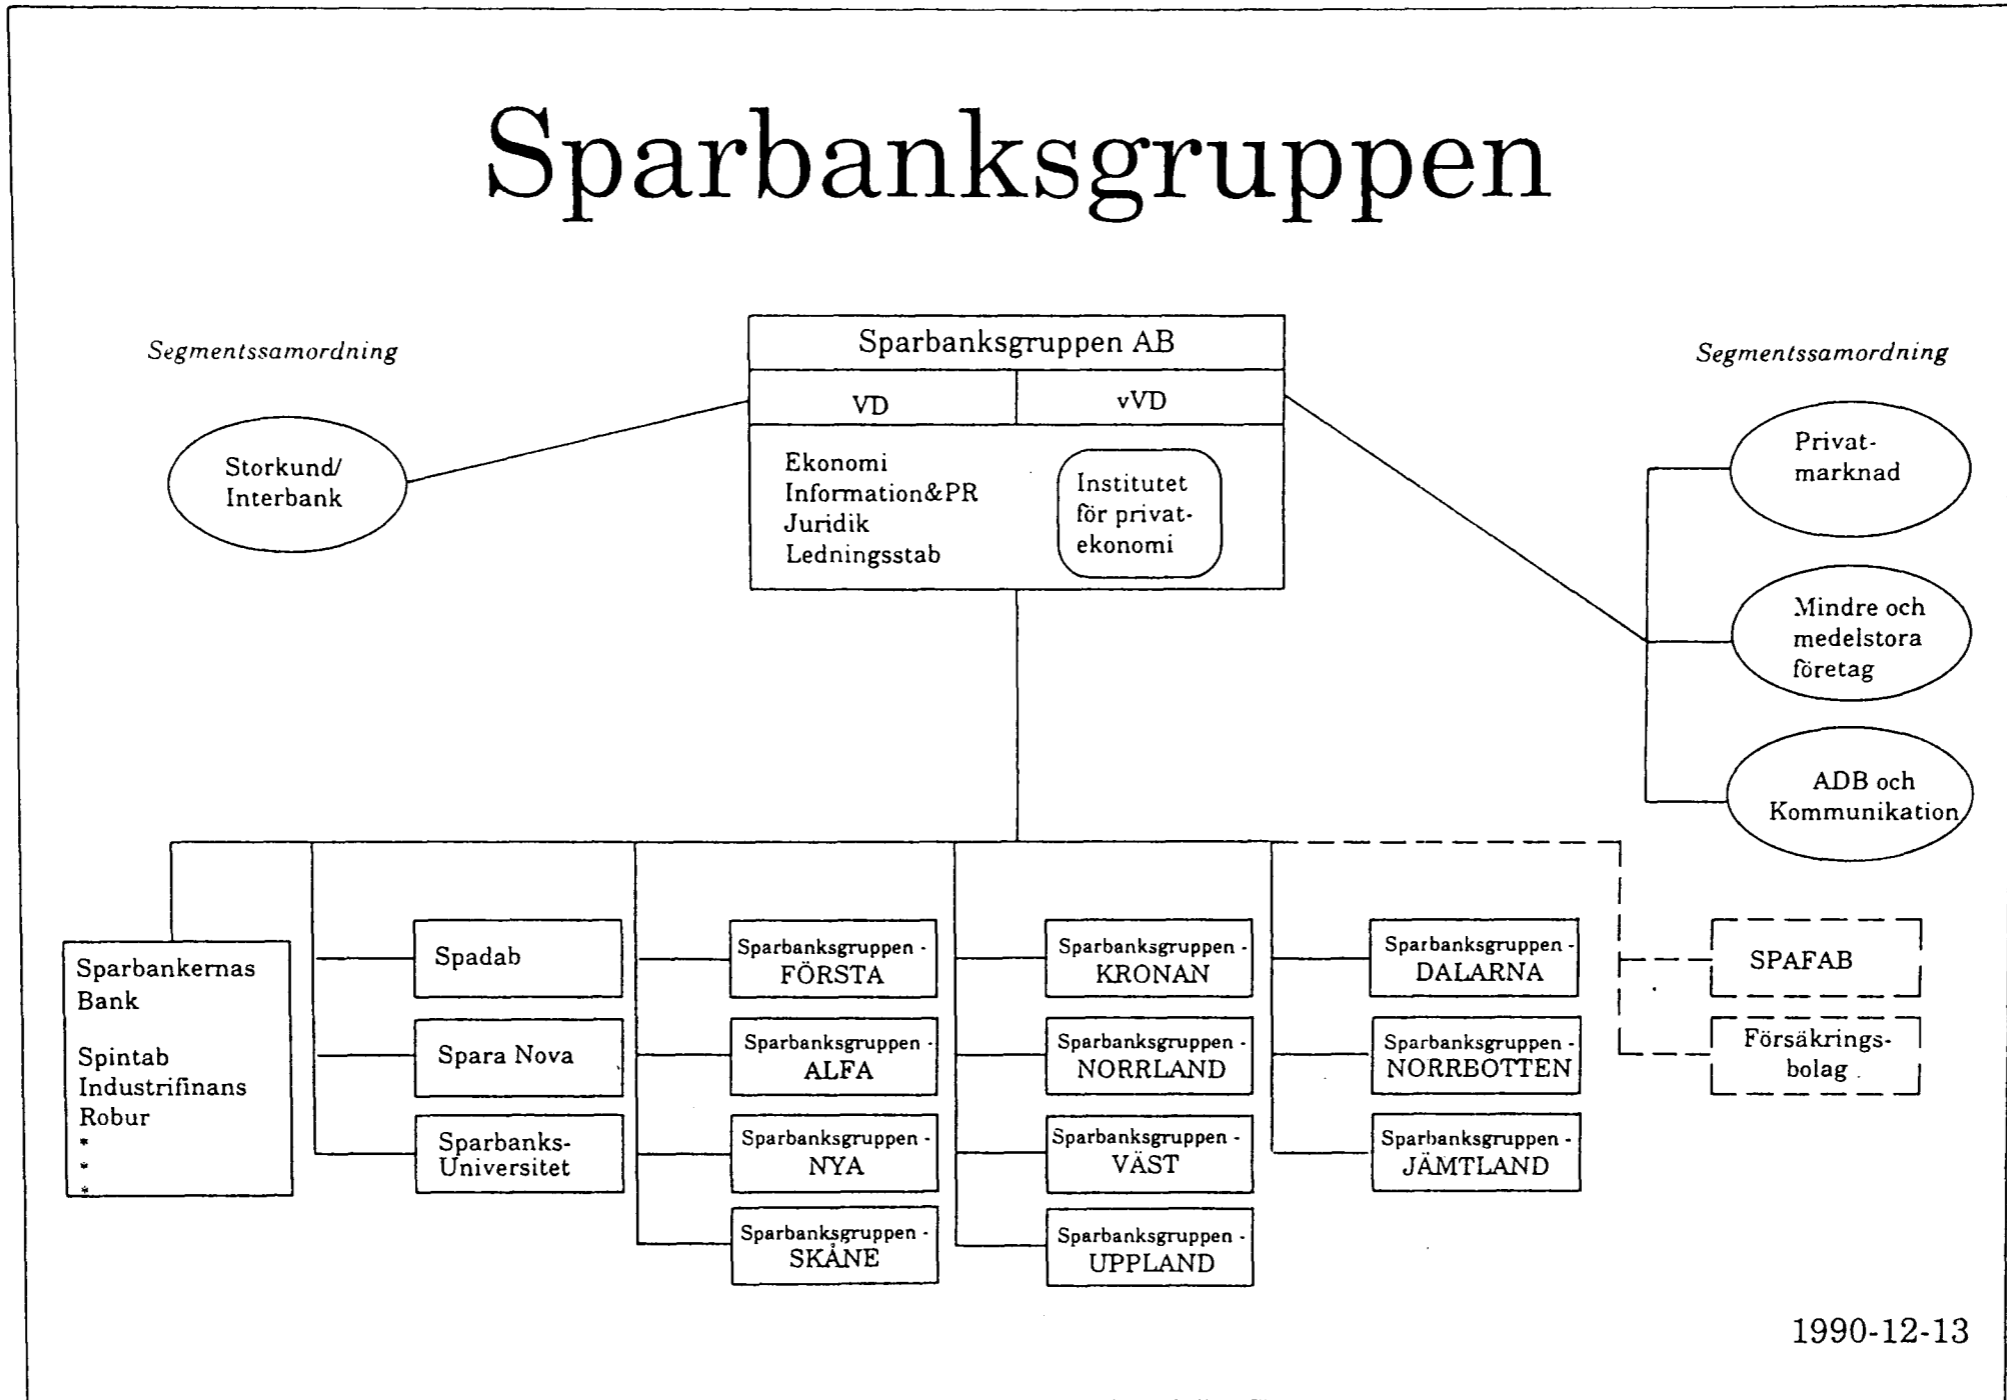 Sparbanksgruppen
Segmentssamordning
Storkund/
Interbank
Sparbanksgruppen AB
VD
vVD
Ekonomi
Information&PR
Juridik
Ledningsstab
Institutet
för privat-
ekonomi
Segmentssamordning
Privat-
marknad
Mindre och
medelstora
företag
ADB och
Kommunikation
Sparbankernas
Bank
Spintab
Industrifinans
Robur
*
*
*
Spadab
Spara Nova
Sparbanks-
Universitet
Sparbanksgruppen -
FÖRSTA
Sparbanksgruppen -
ALFA
Sparbanksgruppen -
NYA
Sparbanksgruppen -
SKÅNE
Sparbanksgruppen -
KRONAN
Sparbanksgruppen -
NORRLAND
Sparbanksgruppen -
VÄST
Sparbanksgruppen -
UPPLAND
Sparbanksgruppen -
DALARNA
Sparbanksgruppen -
NORRBOTTEN
Sparbanksgruppen -
JÄMTLAND
SPAFAB
Försäkrings-
bolag
1990-12-13